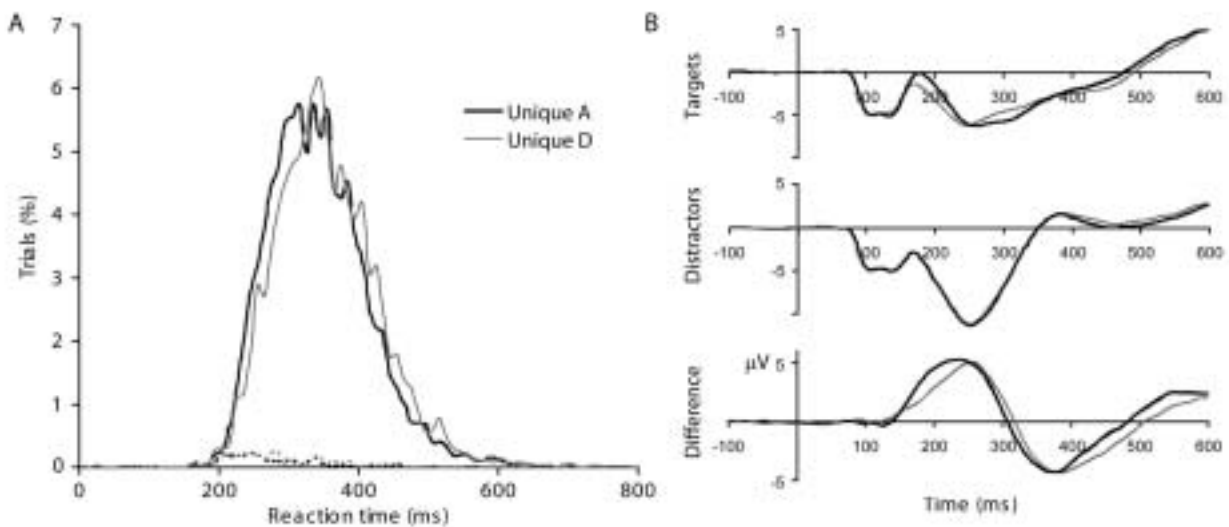 A
7
6
5
4
3
2
1
0
Trials (%)
0 200 400 600 800
Reaction time (ms)
Unique A
Unique D
B
Targets
5
-5
-100 100 200 300 400 500 600
Distractors
5
-5
-100 100 200 300 400 500 600
Difference
μV 5
-5
-100 100 200 300 400 500 600
Time (ms)